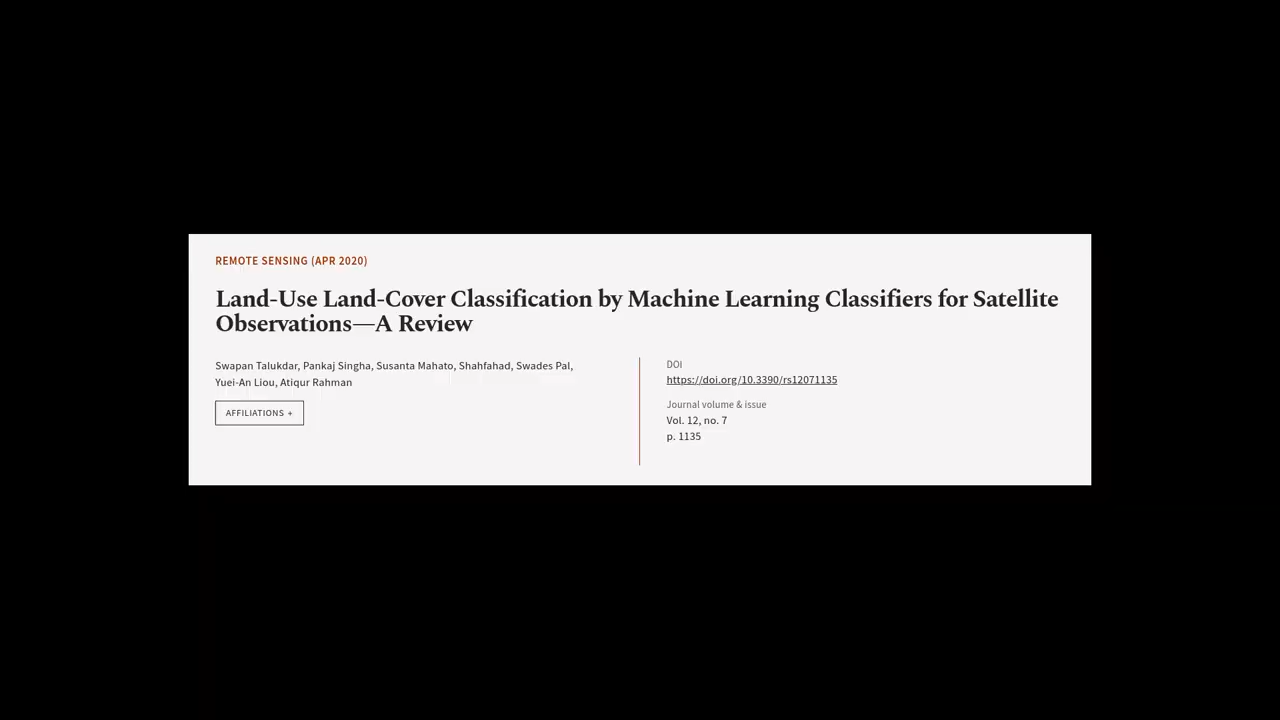 REMOTE SENSING (APR 2020)
Land-Use Land-Cover Classification by Machine Learning Classifiers for Satellite
Observations—A Review
Swapan Talukdar, Pankaj Singha, Susanta Mahato, Shahfahad, Swades Pal,
Yuei-An Liou, Atiqur Rahman
AFFILIATIONS +
DOI
https://doi.org/10.3390/rs12071135
Journal volume & issue
Vol. 12, no. 7
p. 1135